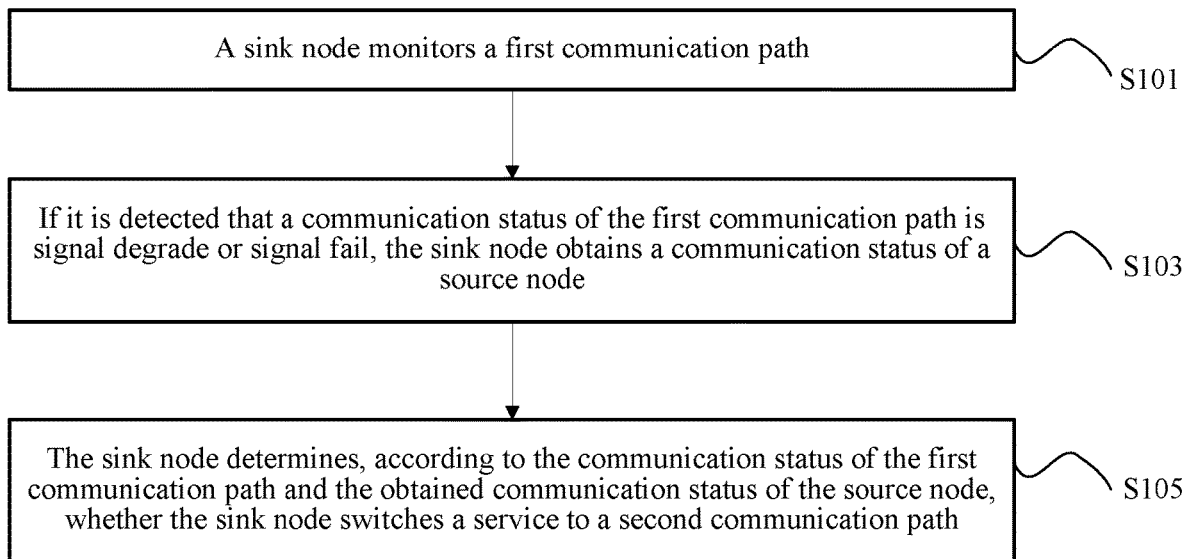 A sink node monitors a first communication path
S101
If it is detected that a communication status of the first communication path is
signal degrade or signal fail, the sink node obtains a communication status of a
source node
S103
The sink node determines, according to the communication status of the first
communication path and the obtained communication status of the source node,
whether the sink node switches a service to a second communication path
S105